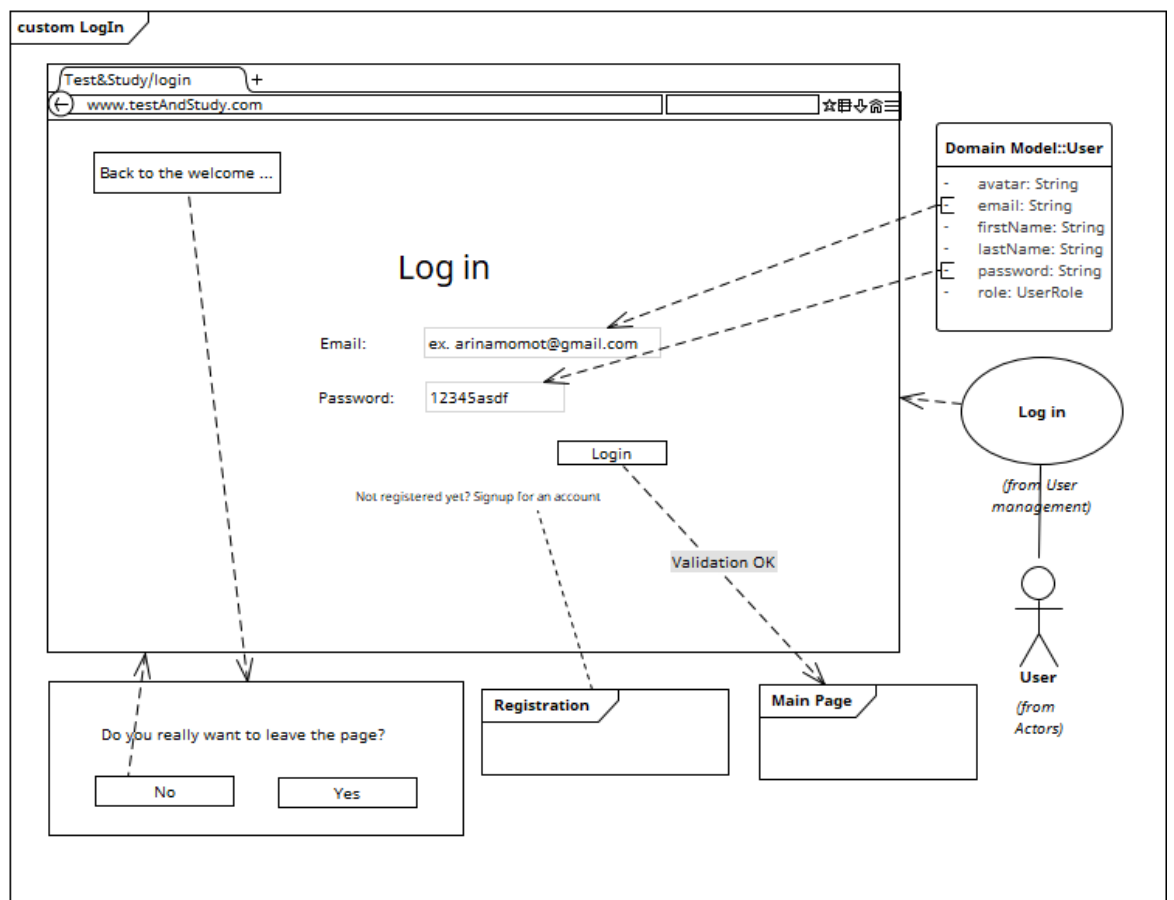 custom LogIn
Test&Study/login
+
www.testAndStudy.com
Back to the welcome ...
Log in
Email:
ex. arinamomot@gmail.com
Password:
12345asdf
Login
Not registered yet? Signup for an account
Validation OK
Domain Model::User
- avatar: String
- email: String
- firstName: String
- lastName: String
- password: String
- role: UserRole
Log in
(from User
management)
User
(from
Actors)
Do you really want to leave the page?
No
Yes
Registration
Main Page